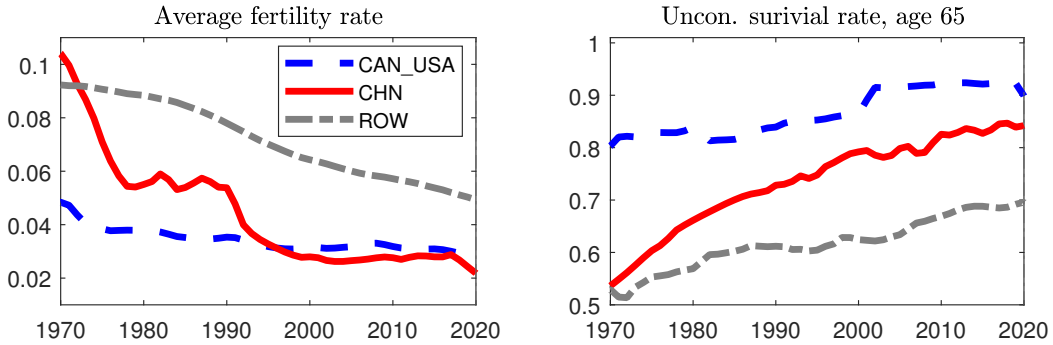 Average fertility rate
0.1
0.08
0.06
0.04
0.02
CAN_USA
CHN
ROW
1970 1980 1990 2000 2010 2020
Uncon. surivial rate, age 65
1
0.9
0.8
0.7
0.6
0.5
1970 1980 1990 2000 2010 2020